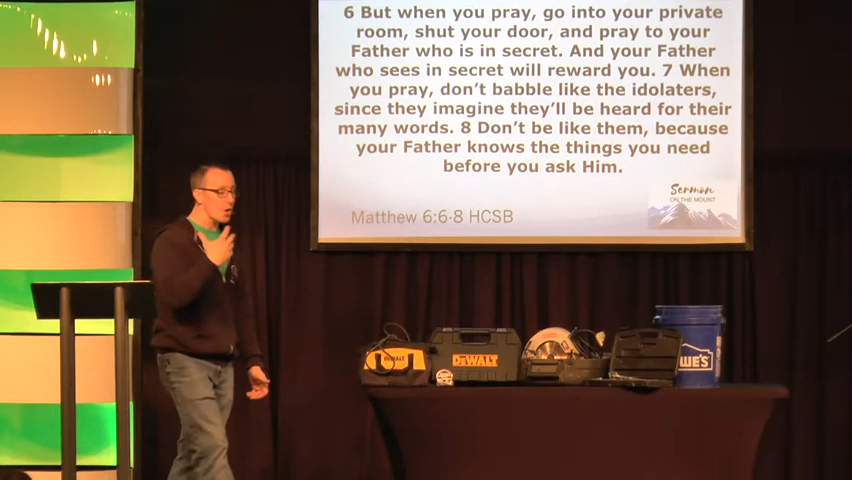 6 But when you pray, go into your private
room, shut your door, and pray to your
Father who is in secret. And your Father
who sees in secret will reward you. 7 When
you pray, don't babble like the idolaters,
since they imagine they'll be heard for their
many words. 8 Don't be like them, because
your Father knows the things you need
before you ask Him.
Sermon
ON THE MOUNT
Matthew 6:6-8 HCSB
DEWALT
DEWALT
WE'S